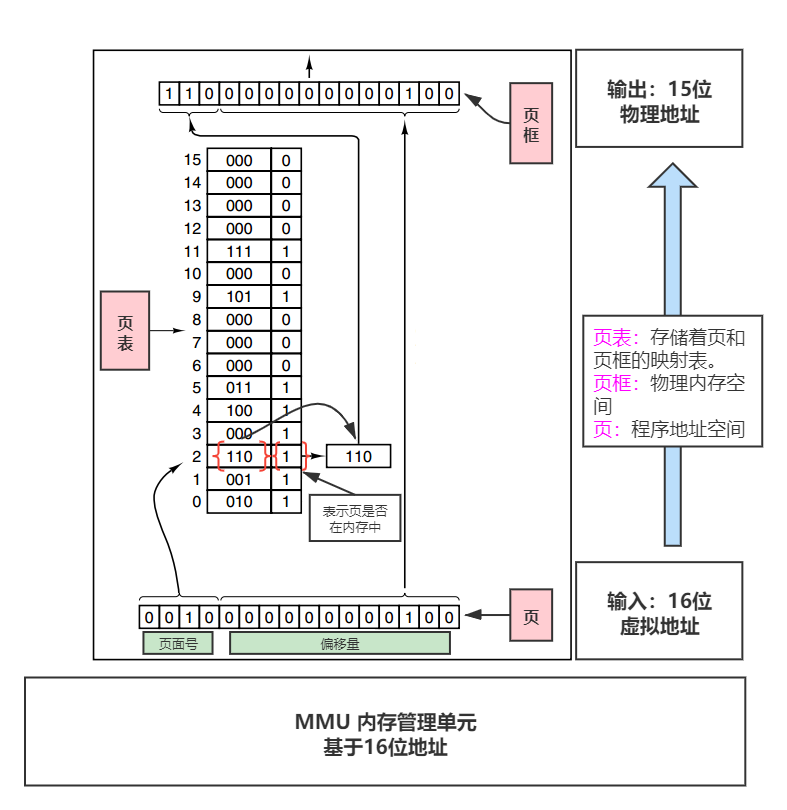 1 1 0 0 0 0 0 0 0 0 0 0 1 0 0
页
框
输出：15位
物理地址
15 000 0
14 000 0
13 000 0
12 000 0
11 111 1
10 000 0
9 101 1
8 000 0
7 000 0
6 000 0
5 011 1
4 100 1
3 000 1
2 110 1 110
1 001 1
0 010 1
页
表
页表：存储着页和
页框的映射表。
页框：物理内存空
间
页：程序地址空间
表示页是否
在内存中
0 0 1 0 0 0 0 0 0 0 0 0 0 1 0 0
页
页面号
偏移量
输入：16位
虚拟地址
MMU 内存管理单元
基于16位地址